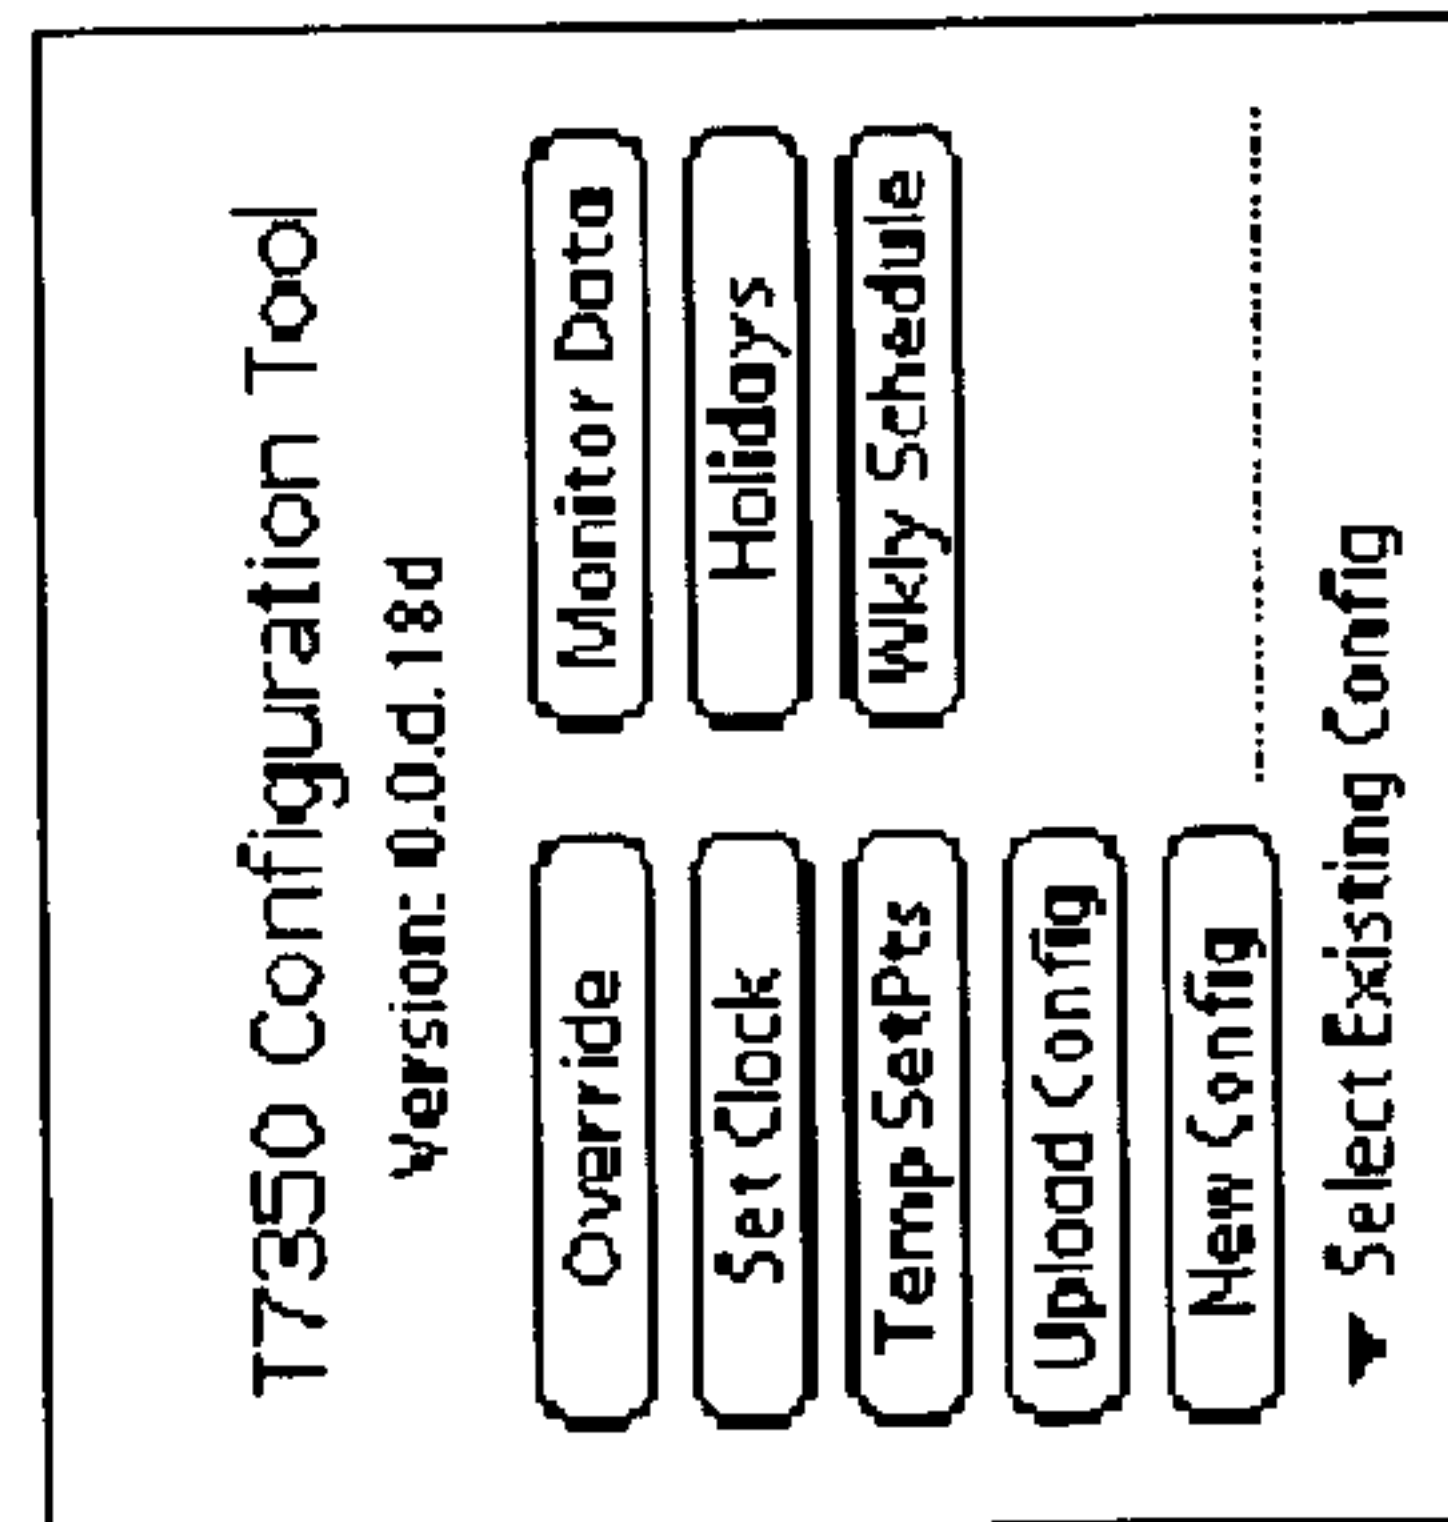 T7350 Configuration Tool
Version: 0.0.d.18d
Override Monitor Data
Set Clock Holidays
Temp SetPts Wkly Schedule
Upload Config
New Config
Select Existing Config